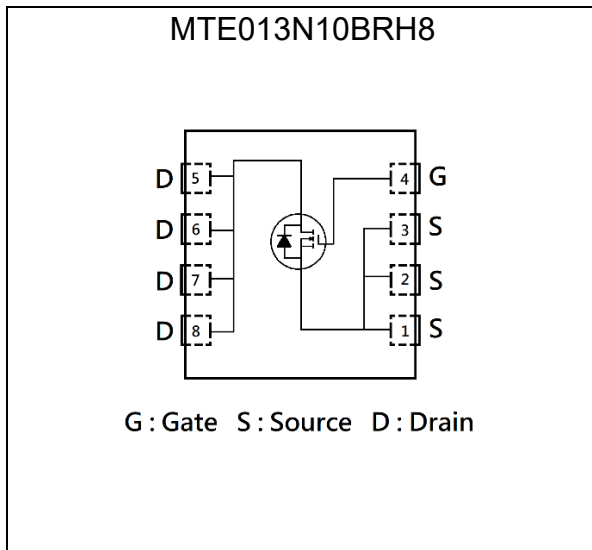 MTE013N10BRH8
D 5 4 G
D 6 3 S
D 7 2 S
D 8 1 S
G : Gate S : Source D : Drain